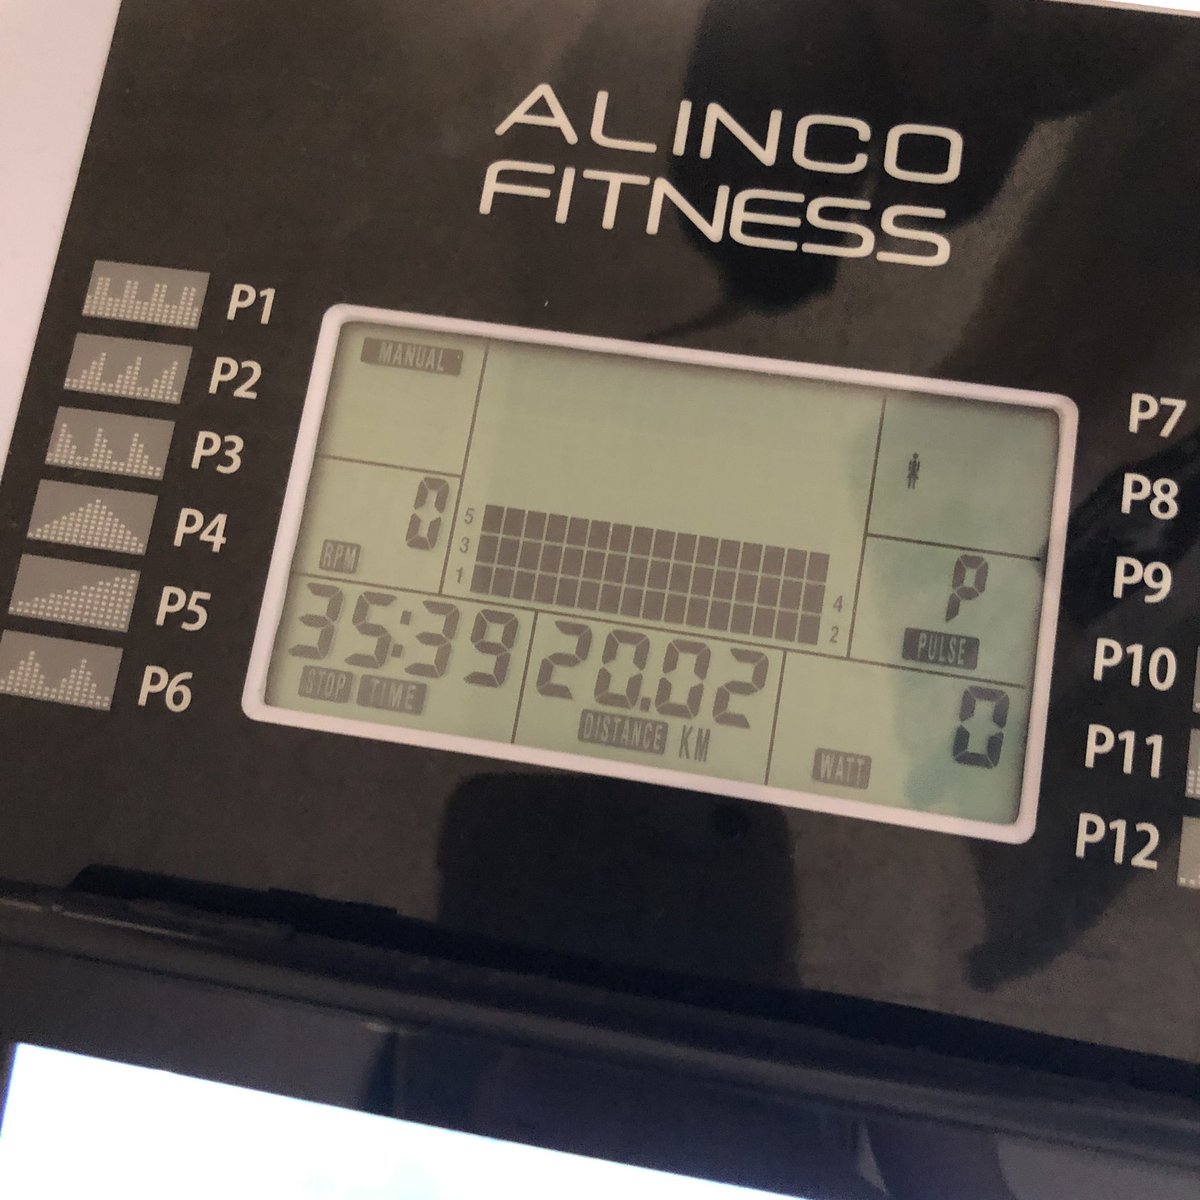 ALINCO
FITNESS
P1
P2
P3
P4
P5
P6
MANUAL
0
RPM
5
3
1
4
2
P
PULSE
35:39
STOP TIME
20.02
DISTANCE KM
0
WATT
P7
P8
P9
P10
P11
P12